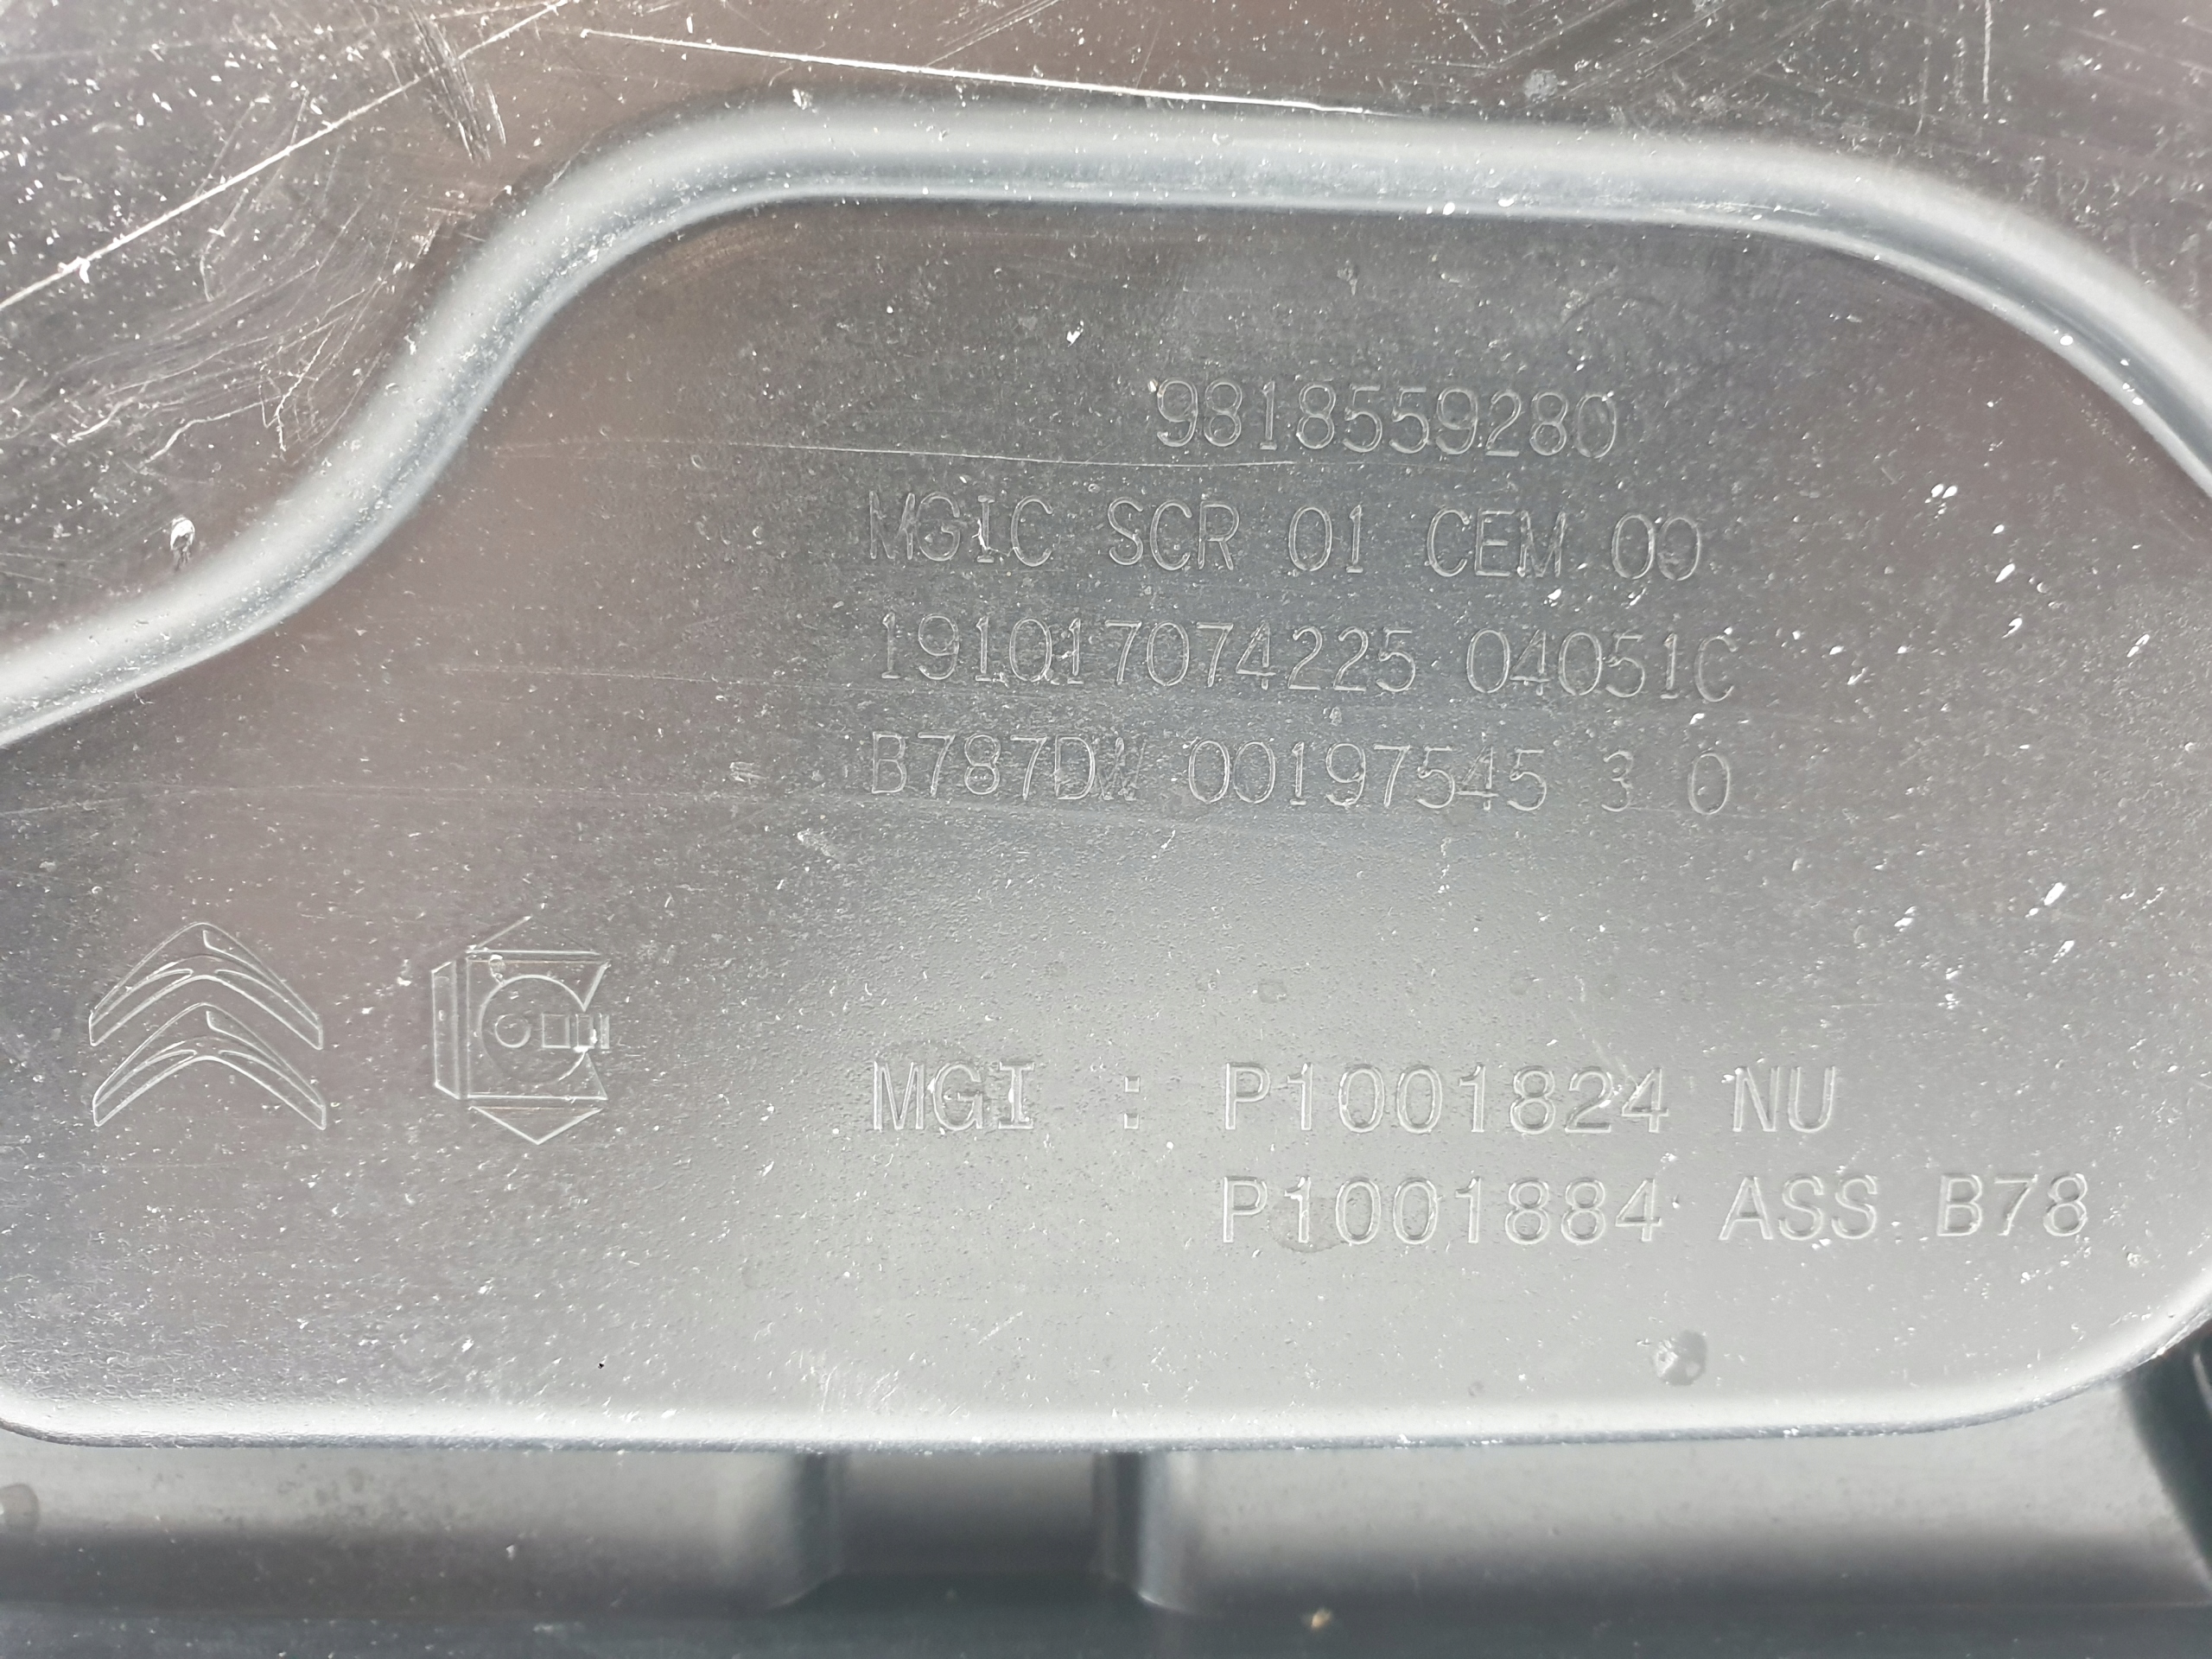 9818559280
MGIC SCR 01 CEM 00
191017074225 04051C
B787DW 00197545 3 0
MGI : P1001824 NU
P1001884 ASS B78